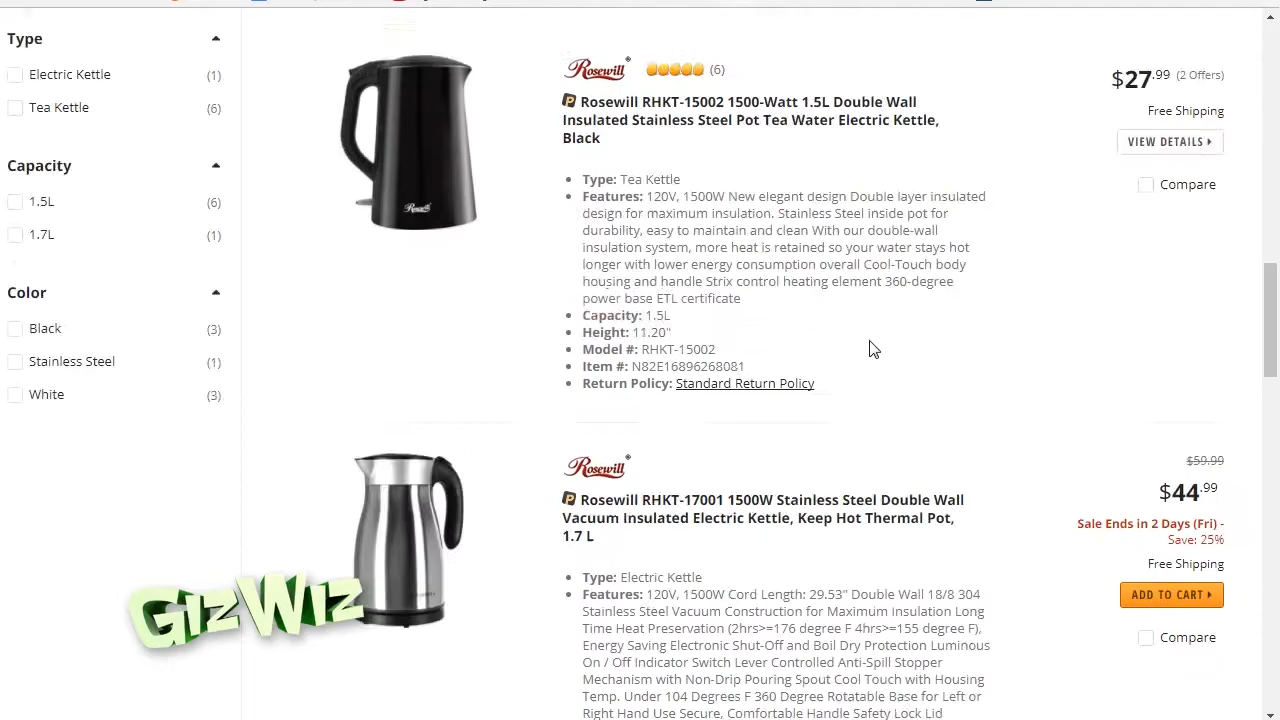 Type
Electric Kettle (1)
Tea Kettle (6)
Capacity
1.5L (6)
1.7L (1)
Color
Black (3)
Stainless Steel (1)
White (3)
Rosewill
Rosewill (6)
Rosewill RHKT-15002 1500-Watt 1.5L Double Wall
Insulated Stainless Steel Pot Tea Water Electric Kettle,
Black
Type: Tea Kettle
Features: 120V, 1500W New elegant design Double layer insulated
design for maximum insulation. Stainless Steel inside pot for
durability, easy to maintain and clean With our double-wall
insulation system, more heat is retained so your water stays hot
longer with lower energy consumption overall Cool-Touch body
housing and handle Strix control heating element 360-degree
power base ETL certificate
Capacity: 1.5L
Height: 11.20"
Model #: RHKT-15002
Item #: N82E16896268081
Return Policy: Standard Return Policy
$27.99 (2 Offers)
Free Shipping
VIEW DETAILS
Compare
Rosewill
Rosewill RHKT-17001 1500W Stainless Steel Double Wall
Vacuum Insulated Electric Kettle, Keep Hot Thermal Pot,
1.7 L
Type: Electric Kettle
Features: 120V, 1500W Cord Length: 29.53" Double Wall 18/8 304
Stainless Steel Vacuum Construction for Maximum insulation Long
Time Heat Preservation (2hrs>=176 degree F 4hrs>=155 degree F),
Energy Saving Electronic Shut-Off and Boil Dry Protection Luminous
On / Off Indicator Switch Lever Controlled Anti-Spill Stopper
Mechanism with Non-Drip Pouring Spout Cool Touch with Housing
Temp. Under 104 Degrees F 360 Degree Rotatable Base for Left or
Right Hand Use Secure, Comfortable Handle Safety Lock Lid
$59.99
$44.99
Sale Ends in 2 Days (Fri) -
Save: 25%
Free Shipping
ADD TO CART
Compare
GizWiz